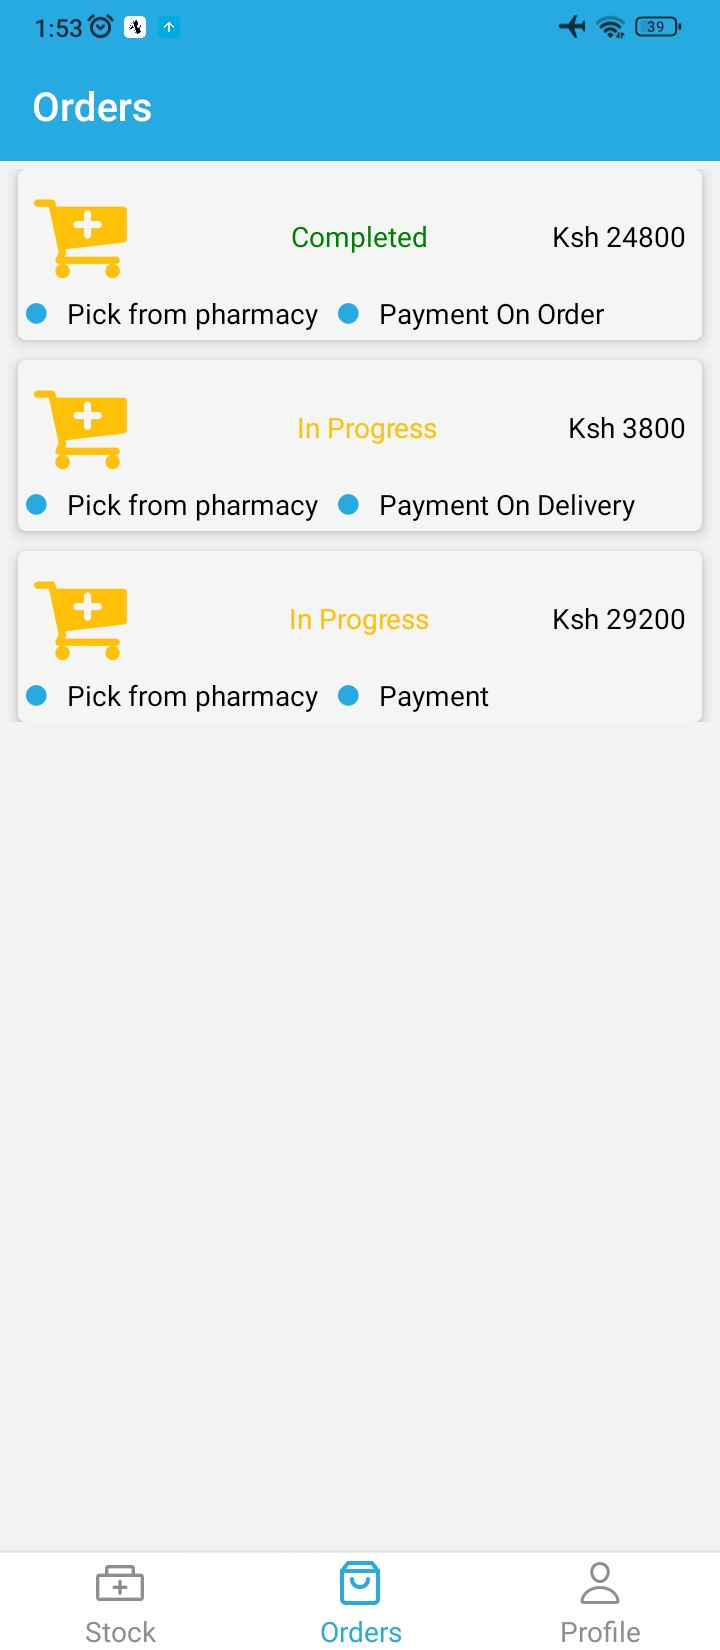 1:53 39
Orders
Completed Ksh 24800
Pick from pharmacy Payment On Order
In Progress Ksh 3800
Pick from pharmacy Payment On Delivery
In Progress Ksh 29200
Pick from pharmacy Payment
Stock Orders Profile